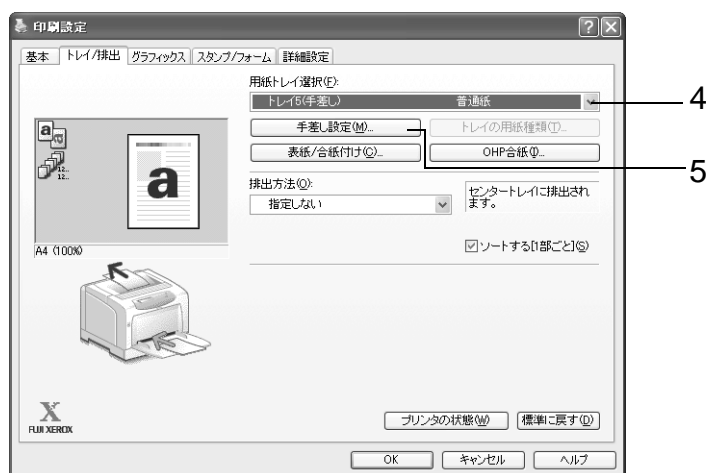 印刷設定
基本 トレイ/排出 グラフィックス スタンプ/フォーム 詳細設定
用紙トレイ選択(F):
トレイ5(手差し) 普通紙
4
手差し設定(M)... トレイの用紙種類(T)...
5
表紙/合紙付け(C)... OHP合紙(I)...
排出方法(O):
指定しない
センタートレイに排出され
ます。
A4 (100%)
ソートする[1部ごと](S)
FUJI XEROX
プリンタの状態(W) 標準に戻す(D)
OK キャンセル ヘルプ